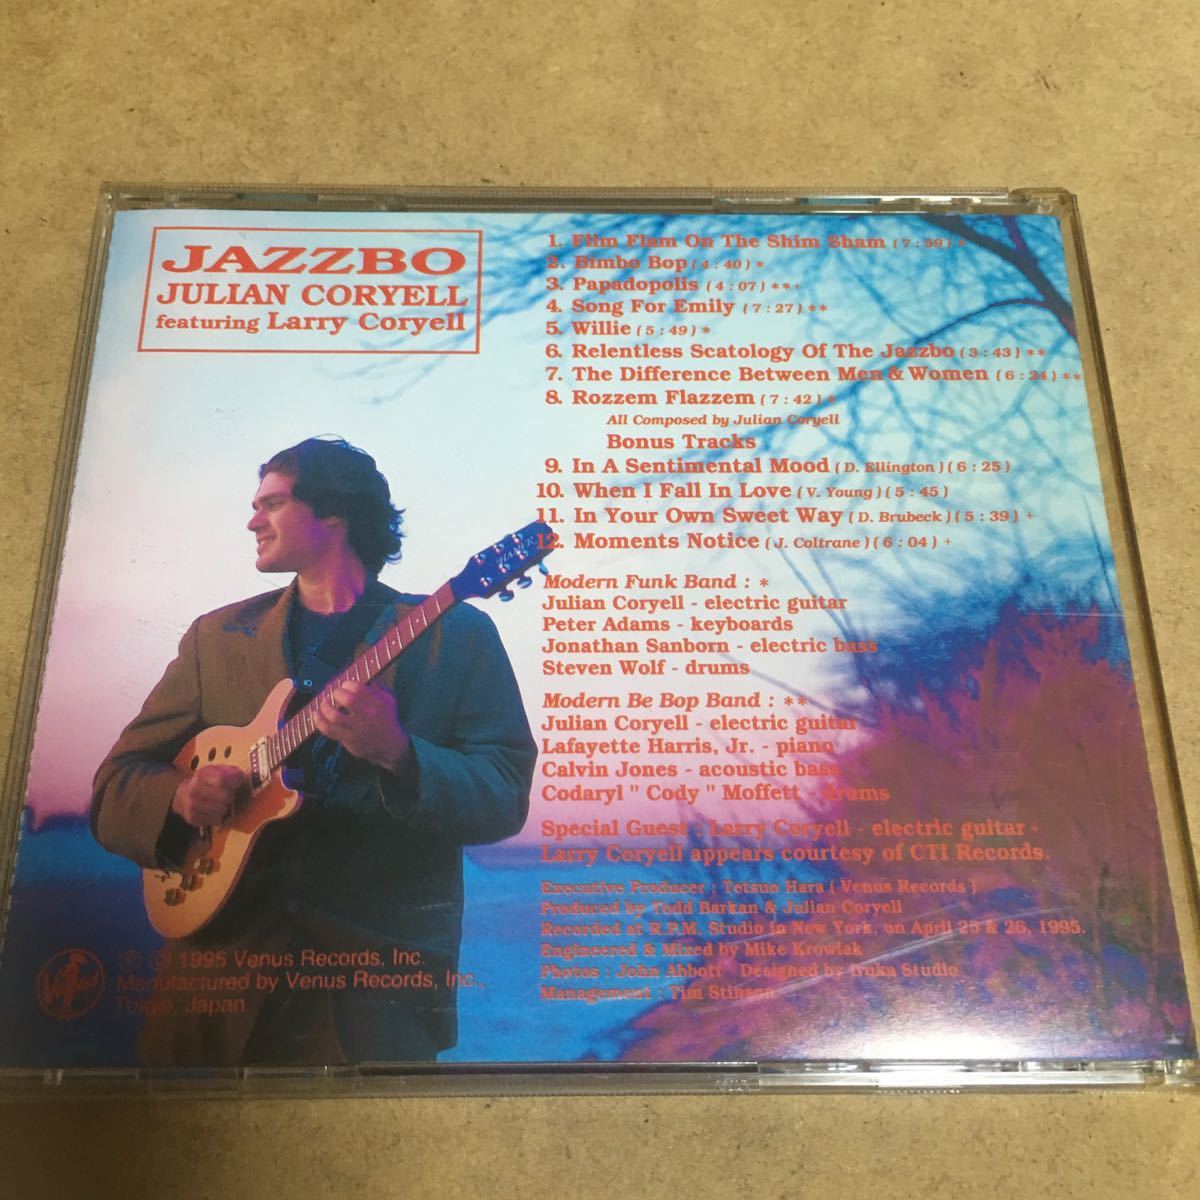 JAZZBO
JULIAN CORYELL
featuring Larry Coryell
1. Flim Flam On The Shim Sham ( 7 : 59 ) *
2. Bimbo Bop ( 4 : 40 ) *
3. Papadopolis ( 4 : 07 ) * * +
4. Song For Emily ( 7 : 27 ) * *
5. Willie ( 5 : 49 ) *
6. Relentless Scatology Of The Jazzbo ( 3 : 43 ) * *
7. The Difference Between Men & Women ( 6 : 24 ) * *
8. Rozzem Flazzem ( 7 : 42 ) *
All Composed by Julian Coryell
Bonus Tracks
9. In A Sentimental Mood ( D. Ellington ) ( 6 : 25 )
10. When I Fall In Love ( V. Young ) ( 5 : 45 )
11. In Your Own Sweet Way ( D. Brubeck ) ( 5 : 39 ) +
12. Moments Notice ( J. Coltrane ) ( 6 : 04 ) +
HAMER
Modern Funk Band : *
Julian Coryell - electric guitar
Peter Adams - keyboards
Jonathan Sanborn - electric bass
Steven Wolf - drums
Modern Be Bop Band : * *
Julian Coryell - electric guitar
Lafayette Harris, Jr. - piano
Calvin Jones - acoustic bass
Codaryl " Cody " Moffett - drums
Special Guest : Larry Coryell - electric guitar +
Larry Coryell appears courtesy of CTI Records.
Executive Producer : Tetsuo Hara ( Venus Records )
Produced by Todd Barkan & Julian Coryell
Recorded at R.P.M. Studio in New York, on April 25 & 26, 1995.
Engineered & Mixed by Mike Krowiak
Photos : John Abbott Designed by Iruka Studio
Management : Tim
Venus
Ⓟ © 1995 Venus Records, Inc.
Manufactured by Venus Records, Inc.,
Tokyo, Japan